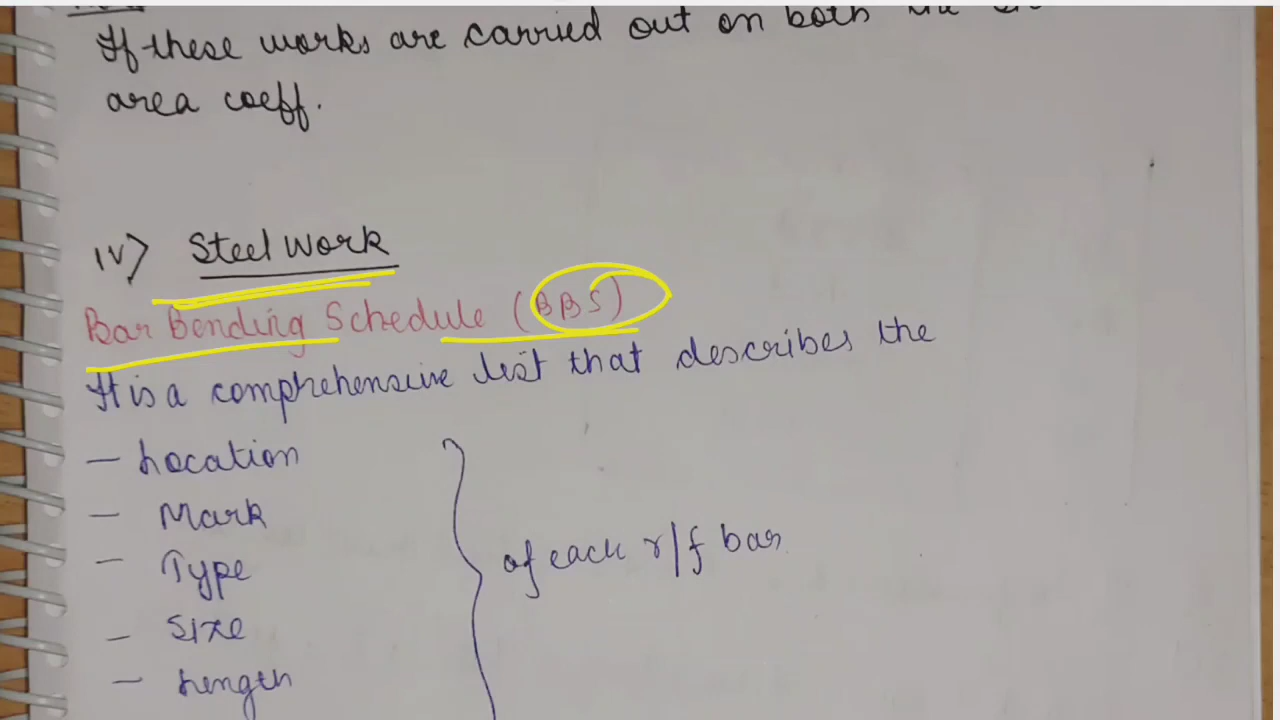 If these works are carried out on both
area coeff.
IV) Steel Work
Bar Bending Schedule (BBS)
It is a comprehensive list that describes the
- Location
- Mark
- Type
- Size
- Length
of each r/f bar